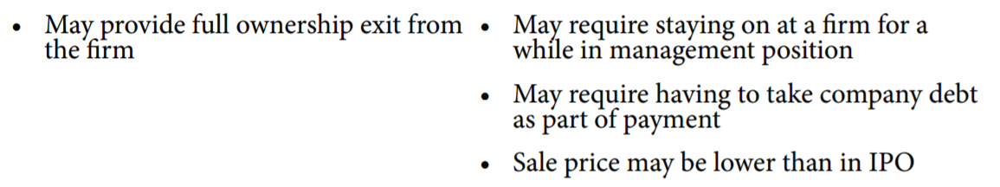 • May provide full ownership exit from
the firm
• May require staying on at a firm for a
while in management position
• May require having to take company debt
as part of payment
• Sale price may be lower than in IPO